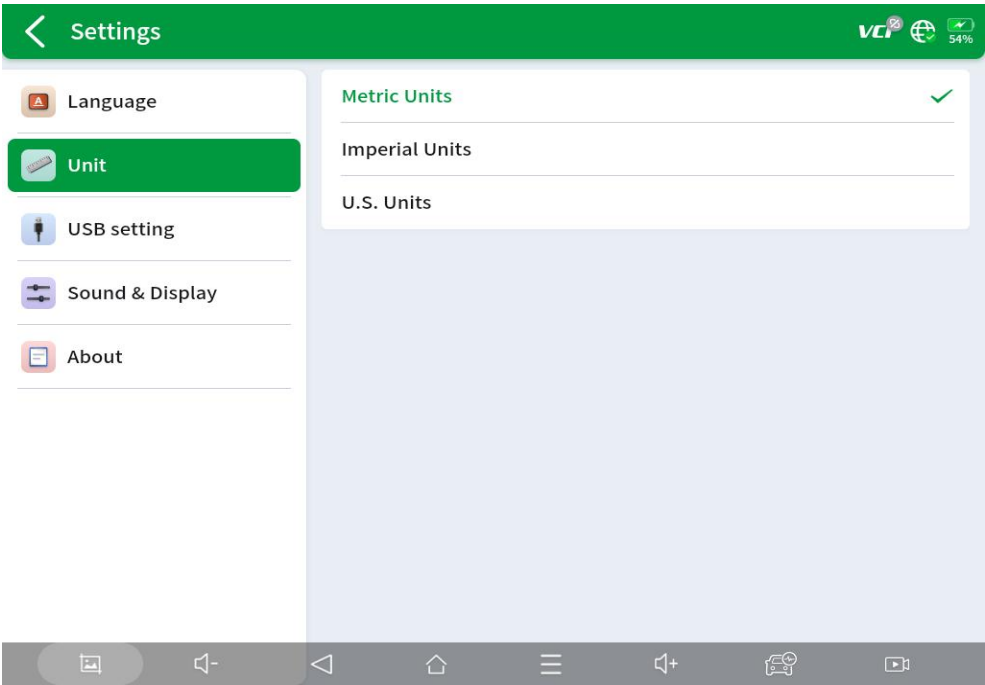 Settings
VCI
54%
Language
Unit
USB setting
Sound & Display
About
Metric Units
Imperial Units
U.S. Units